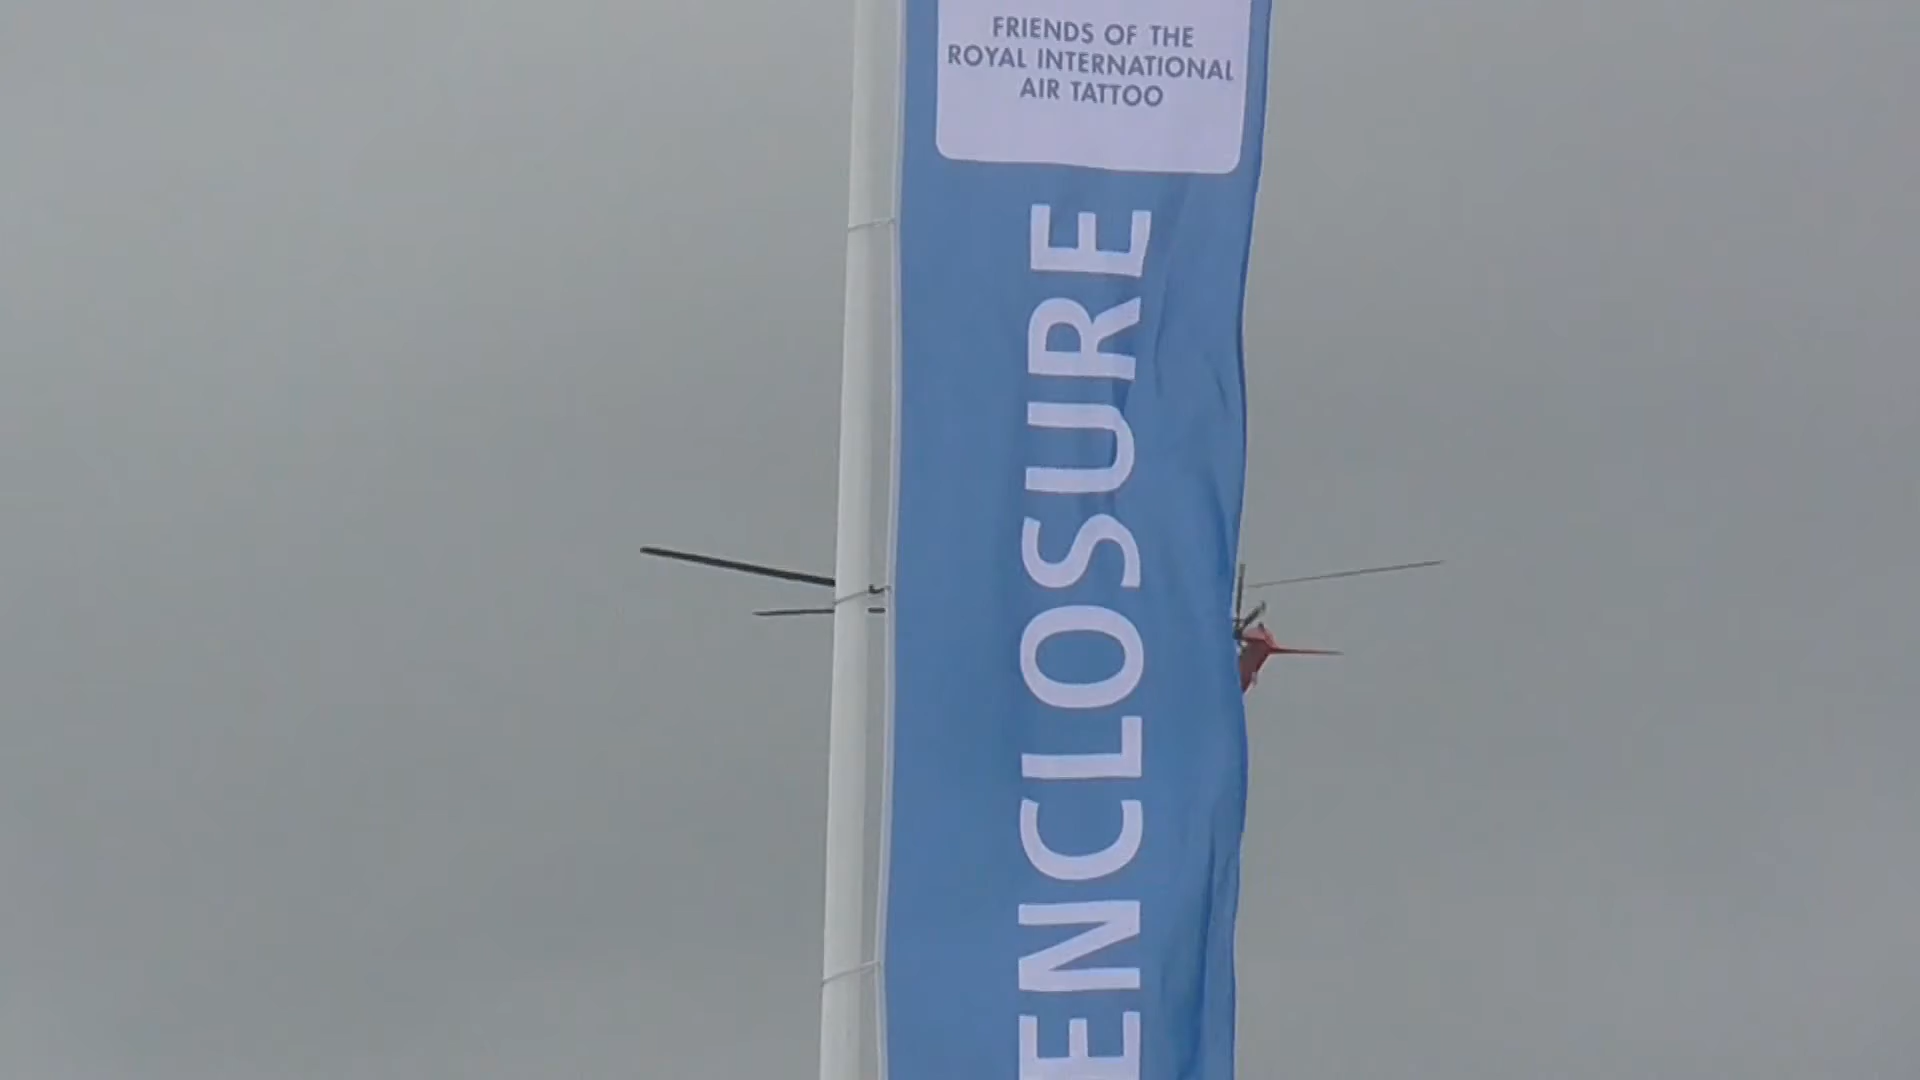 FRIENDS OF THE
ROYAL INTERNATIONAL
AIR TATTOO
ENCLOSURE